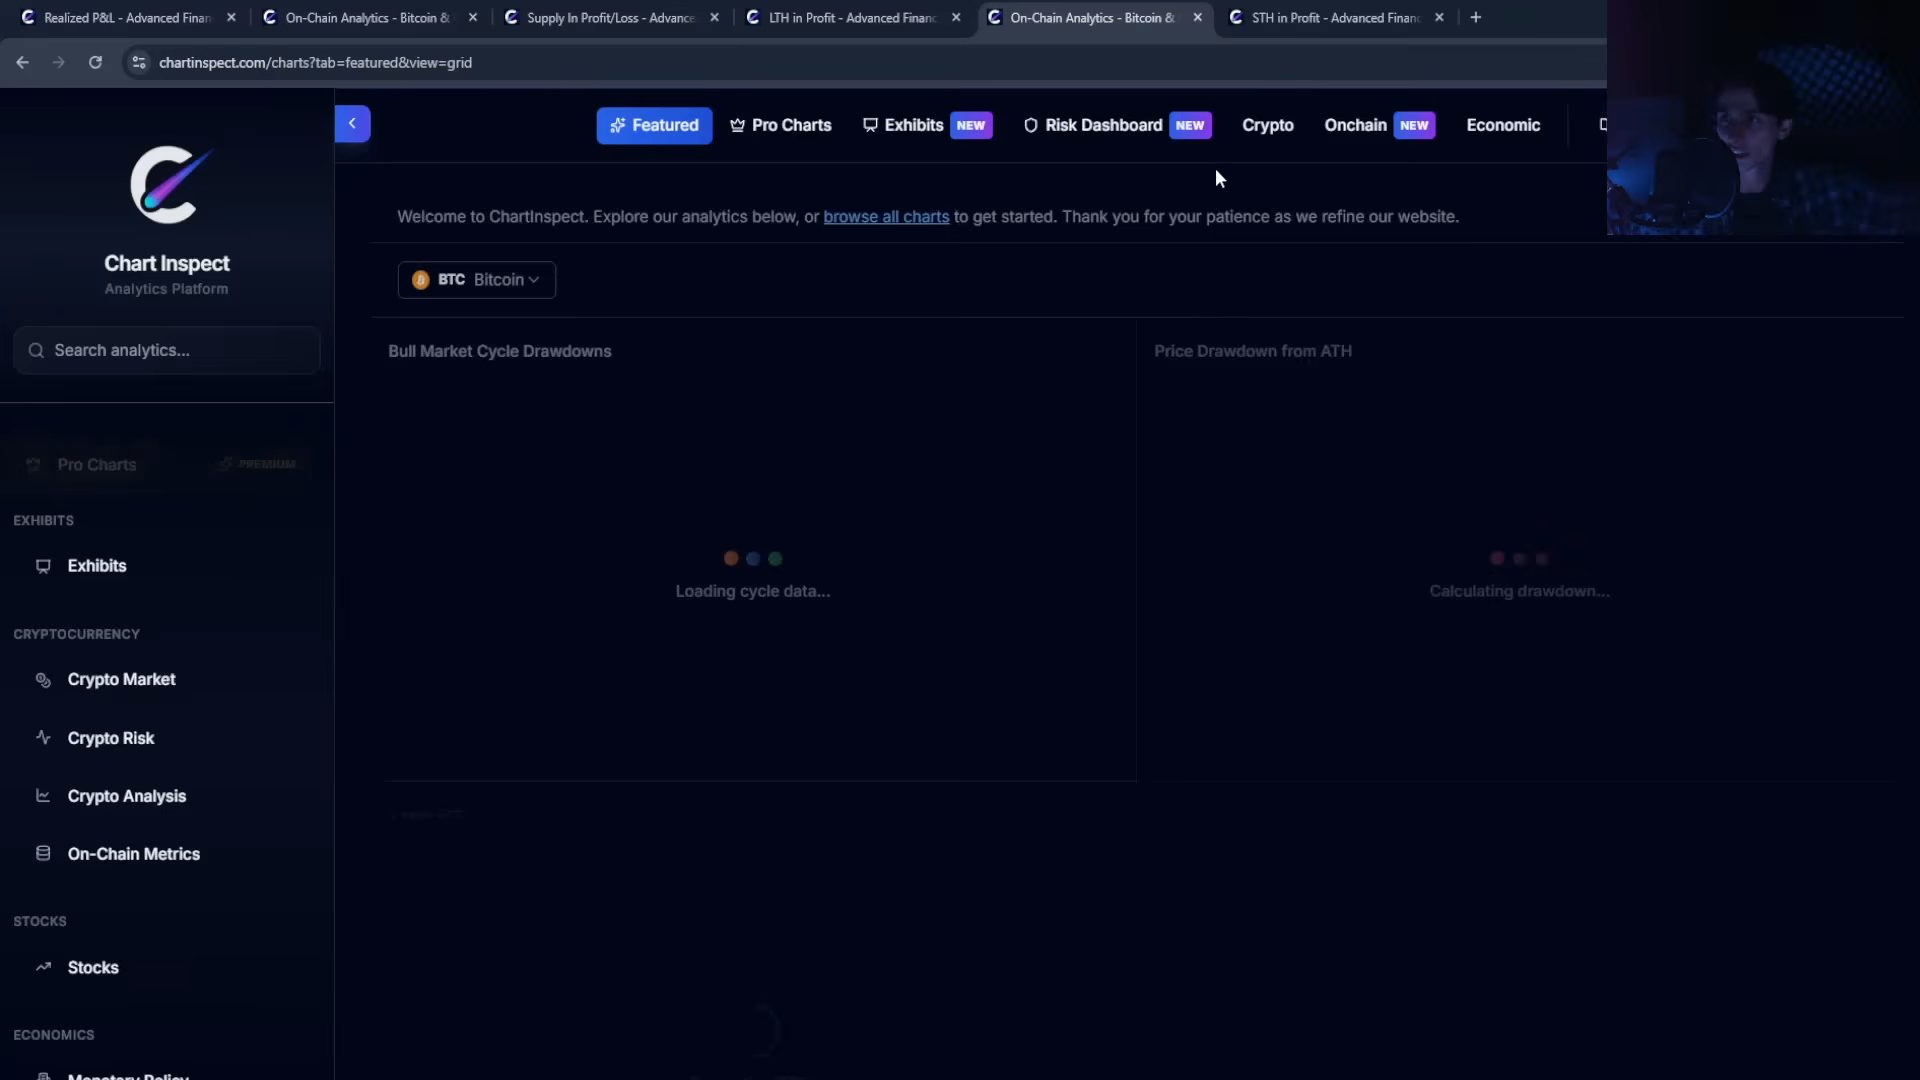 Realized P&L - Advanced Finan
On-Chain Analytics - Bitcoin &
Supply In Profit/Loss - Advance
LTH in Profit - Advanced Financ
On-Chain Analytics - Bitcoin &
STH in Profit - Advanced Financ
chartinspect.com/charts?tab=featured&view=grid
Featured
Pro Charts
Exhibits NEW
Risk Dashboard NEW
Crypto
Onchain NEW
Economic
Chart Inspect
Analytics Platform
Search analytics...
Pro Charts PREMIUM
EXHIBITS
Exhibits
CRYPTOCURRENCY
Crypto Market
Crypto Risk
Crypto Analysis
On-Chain Metrics
STOCKS
Stocks
ECONOMICS
Monetary Policy
Welcome to ChartInspect. Explore our analytics below, or browse all charts to get started. Thank you for your patience as we refine our website.
BTC Bitcoin
Bull Market Cycle Drawdowns
Loading cycle data...
Price Drawdown from ATH
Calculating drawdown...